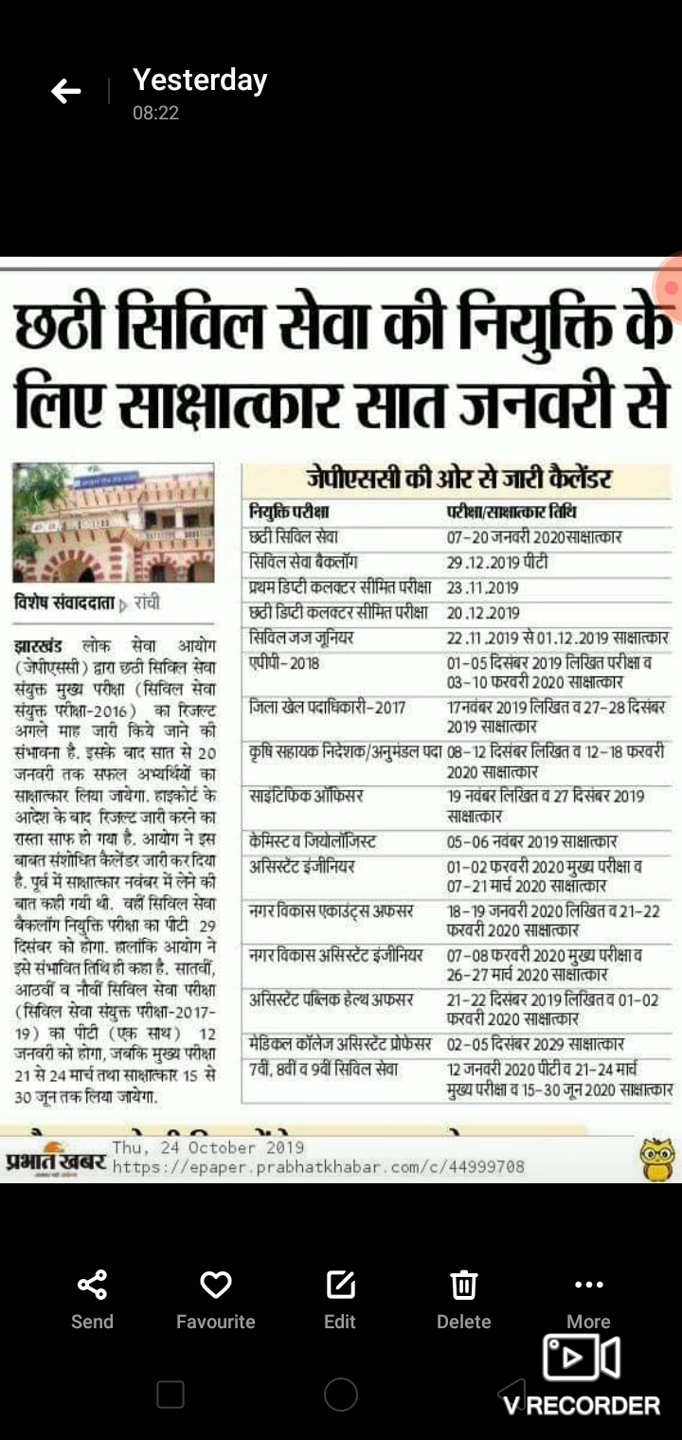 Yesterday
08:22
छठी सिविल सेवा की नियुक्ति के
लिए साक्षात्कार सात जनवरी से
विशेष संवाददाता ▷ रांची
झारखंड लोक सेवा आयोग
(जेपीएससी) द्वारा छठी सिविल सेवा
संयुक्त मुख्य परीक्षा (सिविल सेवा
संयुक्त परीक्षा-2016) का रिजल्ट
अगले माह जारी किये जाने की
संभावना है. इसके बाद सात से 20
जनवरी तक सफल अभ्यर्थियों का
साक्षात्कार लिया जायेगा. हाइकोर्ट के
आदेश के बाद रिजल्ट जारी करने का
रास्ता साफ हो गया है. आयोग ने इस
बाबत संशोधित कैलेंडर जारी कर दिया
है. पूर्व में साक्षात्कार नवंबर में लेने की
बात कही गयी थी. वहीं सिविल सेवा
बैकलॉग नियुक्ति परीक्षा का पीटी 29
दिसंबर को होगा. हालांकि आयोग ने
इसे संभावित तिथि ही कहा है. सातवीं,
आठवीं व नौवीं सिविल सेवा परीक्षा
(सिविल सेवा संयुक्त परीक्षा-2017-
19) का पीटी (एक साथ) 12
जनवरी को होगा, जबकि मुख्य परीक्षा
21 से 24 मार्च तथा साक्षात्कार 15 से
30 जून तक लिया जायेगा.
जेपीएससी की ओर से जारी कैलेंडर
नियुक्ति परीक्षा परीक्षा/साक्षात्कार तिथि
छठी सिविल सेवा 07-20 जनवरी 2020साक्षात्कार
सिविल सेवा बैकलॉग 29.12.2019 पीटी
प्रथम डिप्टी कलक्टर सीमित परीक्षा 23.11.2019
छठी डिप्टी कलक्टर सीमित परीक्षा 20.12.2019
सिविल जज जूनियर 22.11.2019 से 01.12.2019 साक्षात्कार
एपीपी-2018 01-05 दिसंबर 2019 लिखित परीक्षा व
03-10 फरवरी 2020 साक्षात्कार
जिला खेल पदाधिकारी-2017 17नवंबर 2019 लिखित व 27-28 दिसंबर
2019 साक्षात्कार
कृषि सहायक निदेशक/अनुमंडल पदा 08-12 दिसंबर लिखित व 12-18 फरवरी
2020 साक्षात्कार
साइंटिफिक ऑफिसर 19 नवंबर लिखित व 27 दिसंबर 2019
साक्षात्कार
केमिस्ट व जियोलॉजिस्ट 05-06 नवंबर 2019 साक्षात्कार
असिस्टेंट इंजीनियर 01-02 फरवरी 2020 मुख्य परीक्षा व
07-21 मार्च 2020 साक्षात्कार
नगर विकास एकाउंट्स अफसर 18-19 जनवरी 2020 लिखित व 21-22
फरवरी 2020 साक्षात्कार
नगर विकास असिस्टेंट इंजीनियर 07-08 फरवरी 2020 मुख्य परीक्षा व
26-27 मार्च 2020 साक्षात्कार
असिस्टेंट पब्लिक हेल्थ अफसर 21-22 दिसंबर 2019 लिखित व 01-02
फरवरी 2020 साक्षात्कार
मेडिकल कॉलेज असिस्टेंट प्रोफेसर 02-05 दिसंबर 2029 साक्षात्कार
7वीं, 8वीं व 9वीं सिविल सेवा 12 जनवरी 2020 पीटी व 21-24 मार्च
मुख्य परीक्षा व 15-30 जून 2020 साक्षात्कार
प्रभात खबर
Thu, 24 October 2019
https://epaper.prabhatkhabar.com/c/44999708
Send Favourite Edit Delete More
V RECORDER